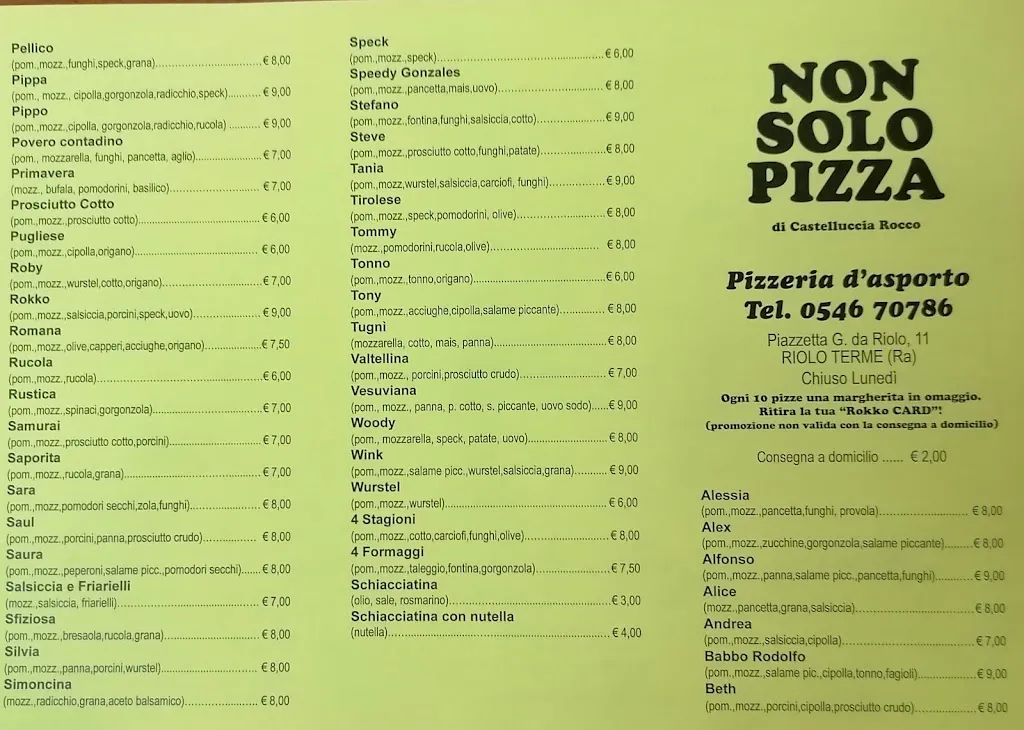 Pellico
(pom.,mozz.,funghi,speck,grana)................................€ 8,00
Pippa
(pom., mozz., cipolla,gorgonzola,radicchio,speck)..........€ 9,00
Pippo
(pom.,mozz.,cipolla, gorgonzola,radicchio,rucola) ..........€ 9,00
Povero contadino
(pom., mozzarella, funghi, pancetta, aglio).....................€ 7,00
Primavera
(mozz., bufala, pomodorini, basilico)............................€ 7,00
Prosciutto Cotto
(pom.,mozz.,prosciutto cotto).....................................€ 6,00
Pugliese
(pom.,mozz.,cipolla,origano).......................................€ 6,00
Roby
(pom.,mozz.,wurstel,cotto,origano)...............................€ 7,00
Rokko
(pom.,mozz.,salsiccia,porcini,speck,uovo).....................€ 9,00
Romana
(pom.,mozz.,olive,capperi,acciughe,origano)..................€ 7,50
Rucola
(pom.,mozz.,rucola)..................................................€ 6,00
Rustica
(pom.,mozz.,spinaci,gorgonzola).................................€ 7,00
Samurai
(pom.,mozz.,prosciutto cotto,porcini)............................€ 7,00
Saporita
(pom.,mozz.,rucola,grana)..........................................€ 7,00
Sara
(pom.,mozz,pomodori secchi,zola,funghi)......................€ 8,00
Saul
(pom.,mozz.,porcini,panna,prosciutto crudo)................ € 8,00
Saura
(pom.,mozz.,peperoni,salame picc.,pomodori secchi)......€ 8,00
Salsiccia e Friarielli
(mozz.,salsiccia, friarielli)...........................................€ 7,00
Sfiziosa
(pom.,mozz.,bresaola,rucola,grana)............................. € 8,00
Silvia
(pom.,mozz.,panna,porcini,wurstel)............................. € 8,00
Simoncina
(mozz.,radicchio,grana,aceto balsamico).......................€ 8,00
Speck
(pom.,mozz.,speck)..................................................€ 6,00
Speedy Gonzales
(pom.,mozz.,pancetta,mais,uovo)................................€ 8,00
Stefano
(pom.,mozz.,fontina,funghi,salsiccia,cotto).....................€ 9,00
Steve
(pom.,mozz.,prosciutto cotto,funghi,patate)....................€ 8,00
Tania
(pom.,mozz,wurstel,salsiccia,carciofi, funghi).................€ 9,00
Tirolese
(pom.,mozz.,speck,pomodorini, olive)...........................€ 8,00
Tommy
(mozz.,pomodorini,rucola,olive)................................. € 8,00
Tonno
(pom.,mozz.,tonno,origano)........................................€ 6,00
Tony
(pom.,mozz.,acciughe,cipolla,salame piccante)..............€ 8,00
Tugnì
(mozzarella, cotto, mais, panna)..................................€ 8,00
Valtellina
(pom.,mozz., porcini,prosciutto crudo)..........................€ 7,00
Vesuviana
(pom., mozz., panna, p. cotto, s. piccante, uovo sodo).....€ 9,00
Woody
(pom., mozzarella, speck, patate, uovo)........................€ 8,00
Wink
(pom.,mozz.,salame picc.,wurstel,salsiccia,grana)..........€ 9,00
Wurstel
(pom.,mozz.,wurstel)................................................€ 6,00
4 Stagioni
(pom.,mozz.,cotto,carciofi,funghi,olive).........................€ 8,00
4 Formaggi
(pom.,mozz.,taleggio,fontina,gorgonzola)......................€ 7,50
Schiacciatina
(olio, sale, rosmarino)...............................................€ 3,00
Schiacciatina con nutella
(nutella).................................................................€ 4,00
NON
SOLO
PIZZA
di Castelluccia Rocco
Pizzeria d'asporto
Tel. 0546 70786
Piazzetta G. da Riolo, 11
RIOLO TERME (Ra)
Chiuso Lunedì
Ogni 10 pizze una margherita in omaggio.
Ritira la tua "Rokko CARD"!
(promozione non valida con la consegna a domicilio)
Consegna a domicilio ...... € 2,00
Alessia
(pom.,mozz.,pancetta,funghi, provola)........................... € 8,00
Alex
(pom.,mozz.,zucchine,gorgonzola,salame piccante)........€ 8,00
Alfonso
(pom.,mozz.,panna,salame picc.,pancetta,funghi)..........€ 9,00
Alice
(mozz.,pancetta,grana,salsiccia).................................€ 8,00
Andrea
(pom.,mozz.,salsiccia,cipolla).....................................€ 7,00
Babbo Rodolfo
(pom.,mozz.,salame pic.,cipolla,tonno,fagioli)................€ 9,00
Beth
(pom.,mozz.,porcini,cipolla,prosciutto crudo)..................€ 8,00